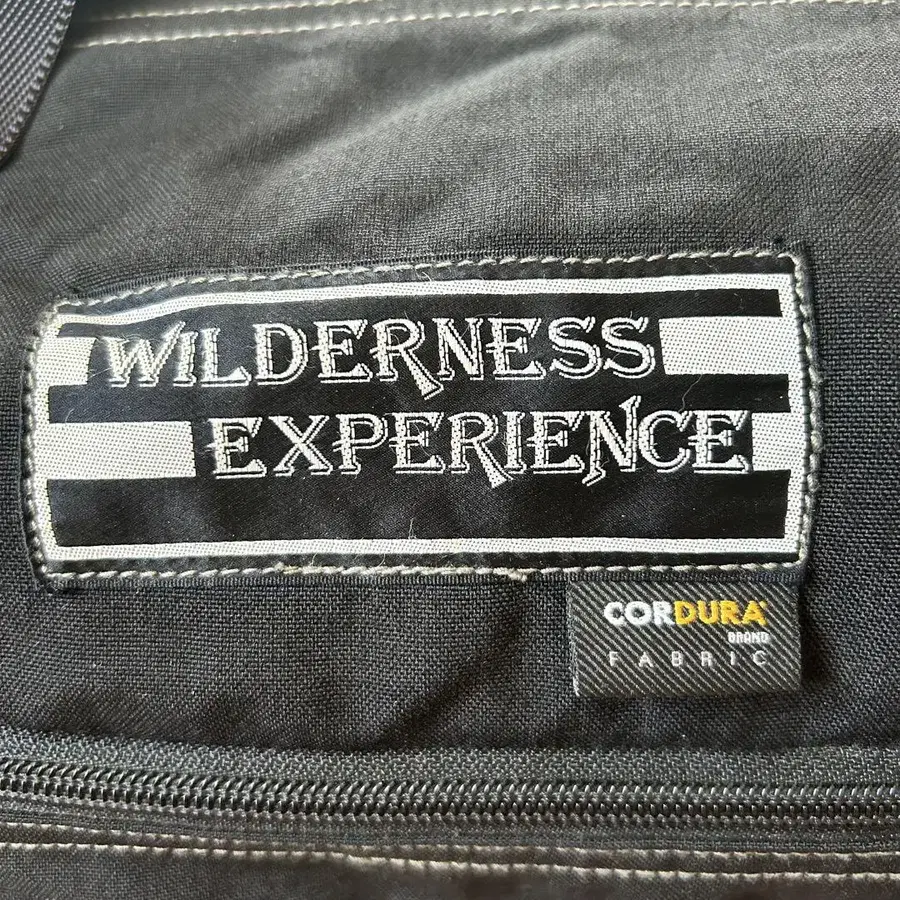 WILDERNESS
EXPERIENCE
CORDURA®
BRAND
FABRIC